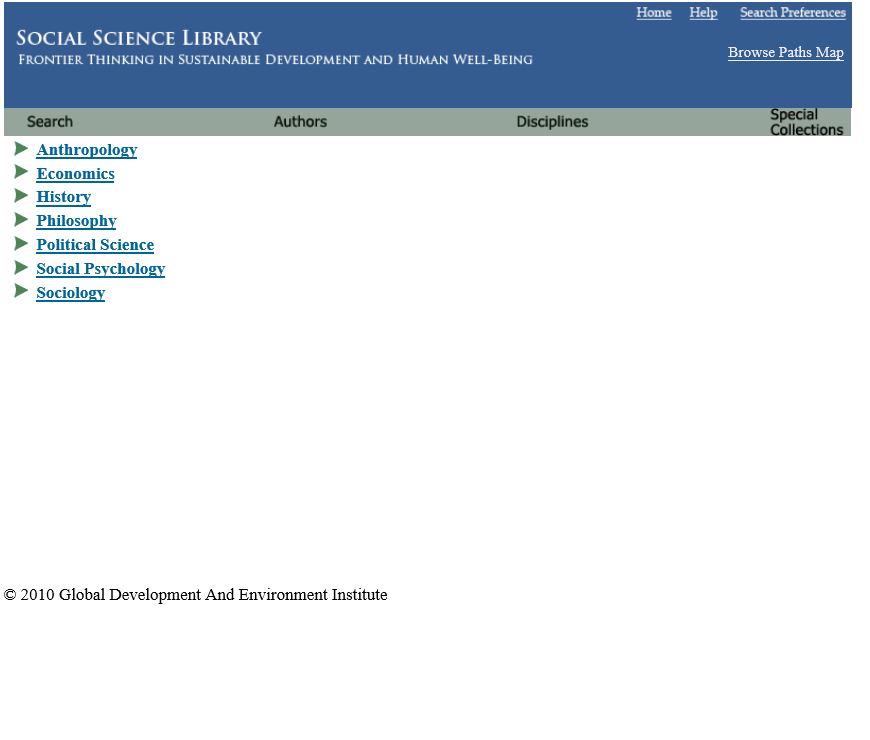 Home Help Search Preferences
SOCIAL SCIENCE LIBRARY
Browse Paths Map
FRONTIER THINKING IN SUSTAINABLE DEVELOPMENT AND HUMAN WELL-BEING
Search Authors Disciplines Special Collections
Anthropology
Economics
History
Philosophy
Political Science
Social Psychology
Sociology
© 2010 Global Development And Environment Institute